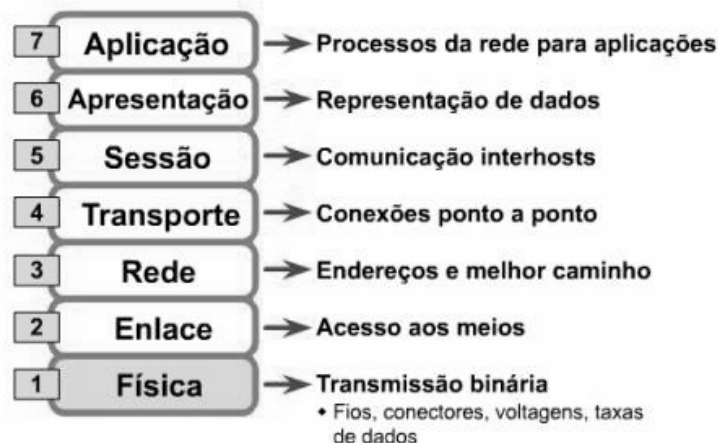 7 Aplicação Processos da rede para aplicações
6 Apresentação Representação de dados
5 Sessão Comunicação interhosts
4 Transporte Conexões ponto a ponto
3 Rede Endereços e melhor caminho
2 Enlace Acesso aos meios
1 Física Transmissão binária
• Fios, conectores, voltagens, taxas
de dados